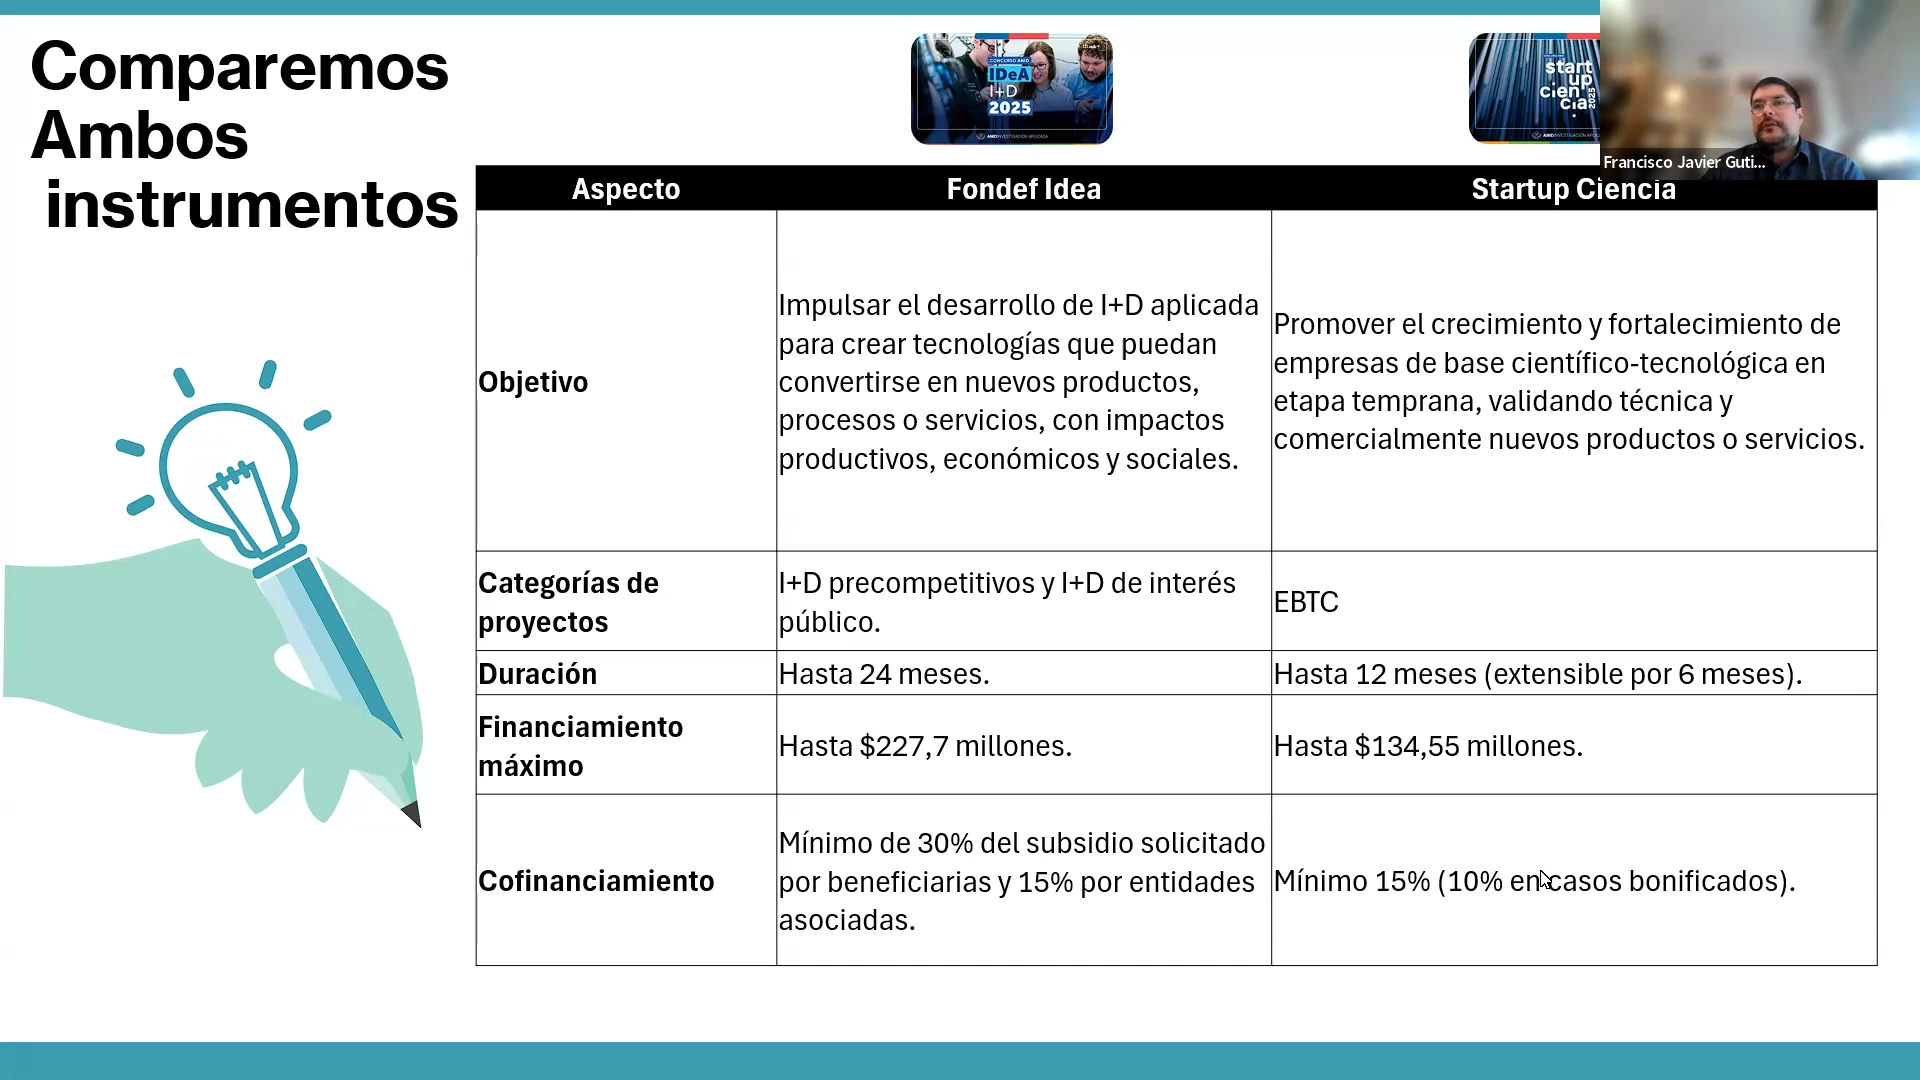 Comparemos
Ambos
instrumentos
CONCURSO ANID
IDeA
I+D
2025
start
up
cien
cia
2025
Francisco Javier Guti...
Aspecto
Fondef Idea
Startup Ciencia
Objetivo
Impulsar el desarrollo de I+D aplicada
para crear tecnologías que puedan
convertirse en nuevos productos,
procesos o servicios, con impactos
productivos, económicos y sociales.
Promover el crecimiento y fortalecimiento de
empresas de base científico-tecnológica en
etapa temprana, validando técnica y
comercialmente nuevos productos o servicios.
Categorías de
proyectos
I+D precompetitivos y I+D de interés
público.
EBTC
Duración
Hasta 24 meses.
Hasta 12 meses (extensible por 6 meses).
Financiamiento
máximo
Hasta $227,7 millones.
Hasta $134,55 millones.
Cofinanciamiento
Mínimo de 30% del subsidio solicitado
por beneficiarias y 15% por entidades
asociadas.
Mínimo 15% (10% en casos bonificados).